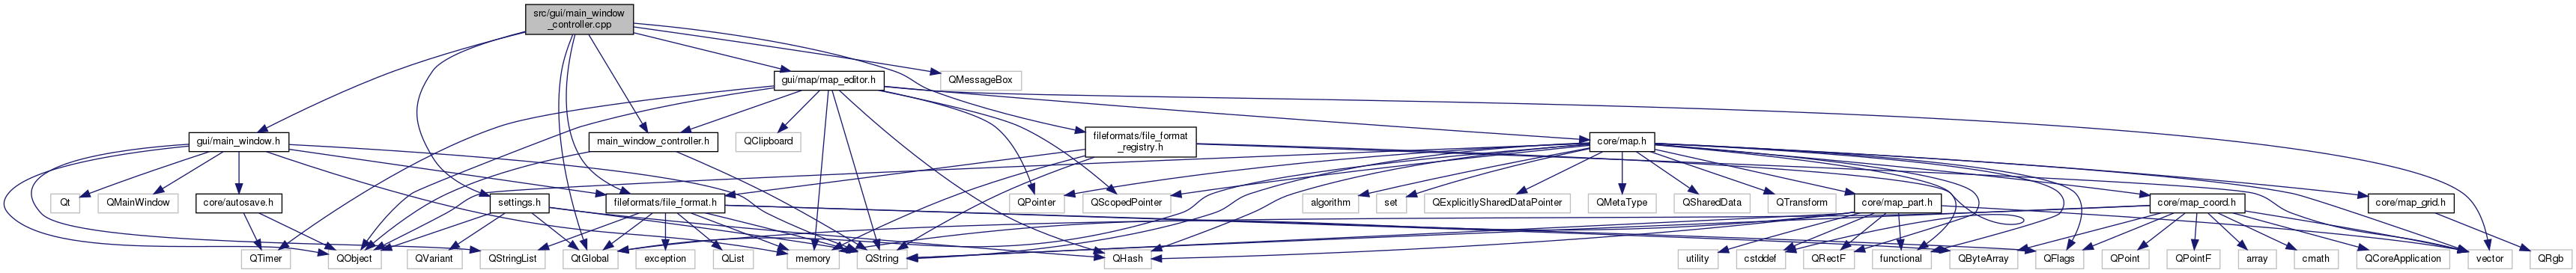 src/gui/main_window
_controller.cpp
gui/map/map_editor.h
QMessageBox
gui/main_window.h
main_window_controller.h
QClipboard
fileformats/file_format
_registry.h
core/map.h
Qt
QMainWindow
core/autosave.h
settings.h
fileformats/file_format.h
QPointer
QScopedPointer
algorithm
set
QExplicitlySharedDataPointer
QMetaType
QSharedData
QTransform
core/map_part.h
core/map_coord.h
core/map_grid.h
QTimer
QObject
QVariant
QStringList
QtGlobal
exception
QList
memory
QString
QHash
utility
cstddef
QRectF
functional
QByteArray
QFlags
QPoint
QPointF
array
cmath
QCoreApplication
vector
QRgb